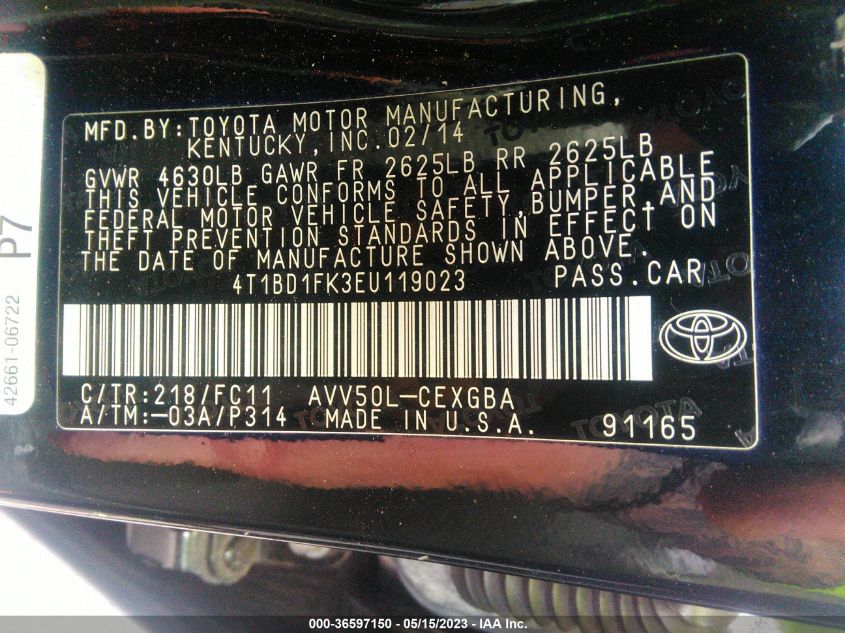 MFD.BY:TOYOTA MOTOR MANUFACTURING,
KENTUCKY,INC.02/14
GVWR 4630LB GAWR FR 2625LB RR 2625LB
THIS VEHICLE CONFORMS TO ALL APPLICABLE
FEDERAL MOTOR VEHICLE SAFETY,BUMPER,AND
THEFT PREVENTION STANDARDS IN EFFECT ON
THE DATE OF MANUFACTURE SHOWN ABOVE.
4T1BD1FK3EU119023 PASS.CAR
C/TR:218/FC11 AVV50L-CEXGBA
A/TM:-03A/P314 MADE IN U.S.A. 91165
P7
42661-06722
TOYOTA
000-36597150 - 05/15/2023 - IAA Inc.